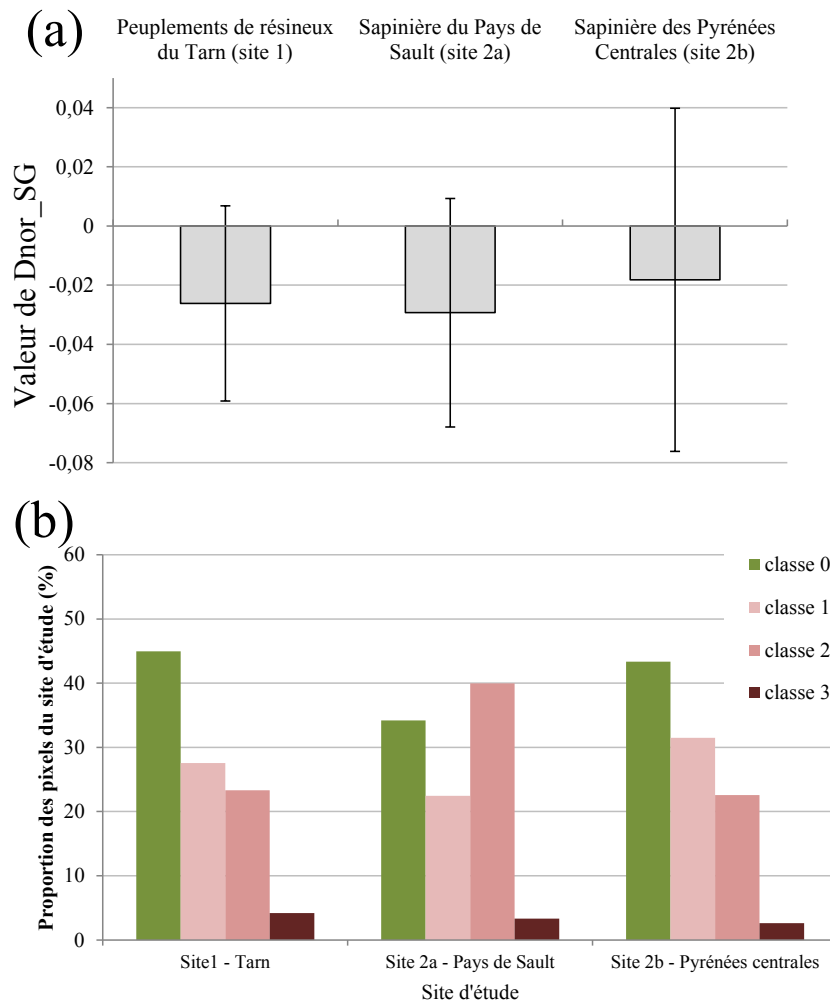 (a)
Peuplements de résineux
du Tarn (site 1)
Sapinière du Pays de
Sault (site 2a)
Sapinière des Pyrénées
Centrales (site 2b)
Valeur de Dnor_SG
0,04
0,02
0
-0,02
-0,04
-0,06
-0,08
(b)
Proportion des pixels du site d'étude (%)
60
50
40
30
20
10
0
classe 0
classe 1
classe 2
classe 3
Site1 - Tarn
Site 2a - Pays de Sault
Site 2b - Pyrénées centrales
Site d'étude